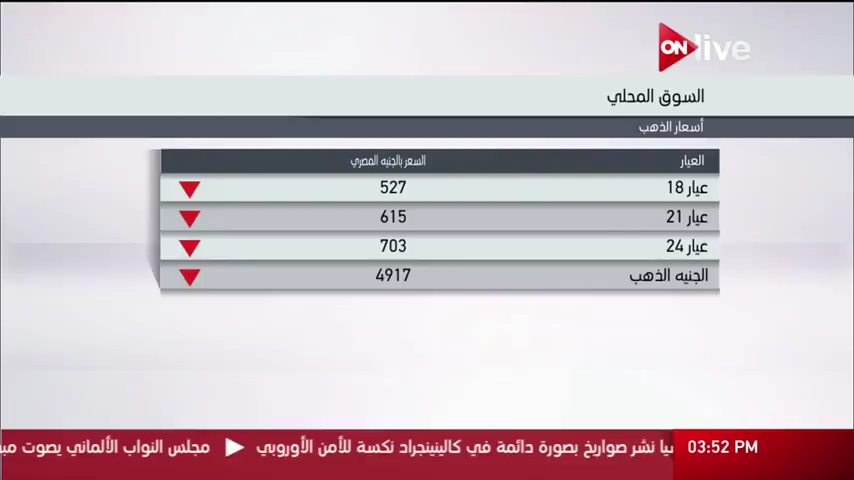 ON live
السوق المحلي
أسعار الذهب
العيار السعر بالجنيه المصري
عيار 18 527
عيار 21 615
عيار 24 703
الجنيه الذهب 4917
03:52 PM نشر صواريخ بصورة دائمة في كالينينجراد نكسة للأمن الأوروبي ▶ مجلس النواب الألماني يصوت